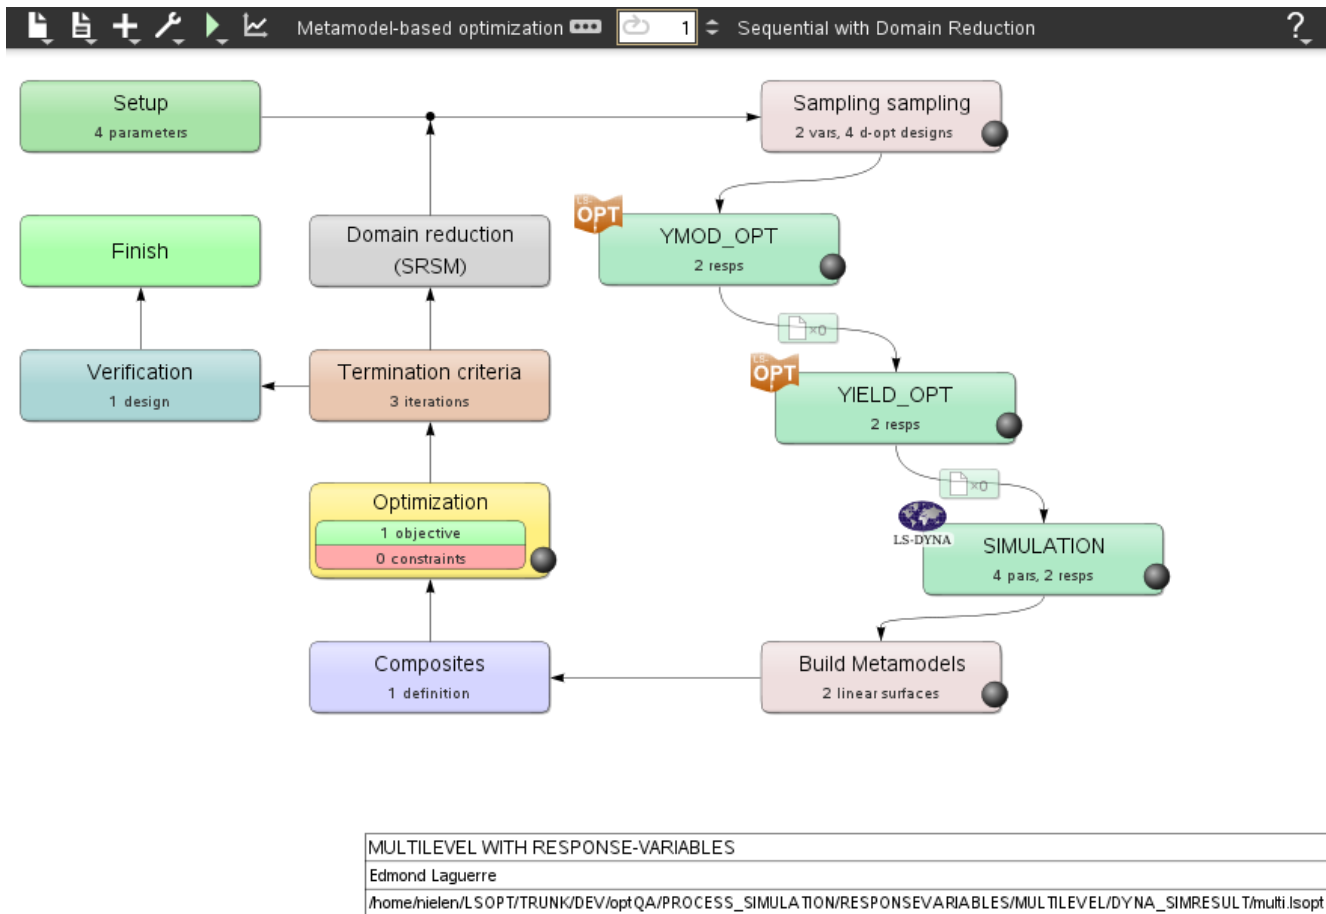 Metamodel-based optimization 1 Sequential with Domain Reduction ?
Setup
4 parameters
Sampling sampling
2 vars, 4 d-opt designs
Finish
Domain reduction
(SRSM)
LS-
OPT
YMOD_OPT
2 resps
×0
Verification
1 design
Termination criteria
3 iterations
LS-
OPT
YIELD_OPT
2 resps
×0
Optimization
1 objective
0 constraints
LS-DYNA
SIMULATION
4 pars, 2 resps
Composites
1 definition
Build Metamodels
2 linear surfaces
MULTILEVEL WITH RESPONSE-VARIABLES
Edmond Laguerre
/home/nielen/LSOPT/TRUNK/DEV/optQA/PROCESS_SIMULATION/RESPONSEVARIABLES/MULTILEVEL/DYNA_SIMRESULT/multi.lsopt